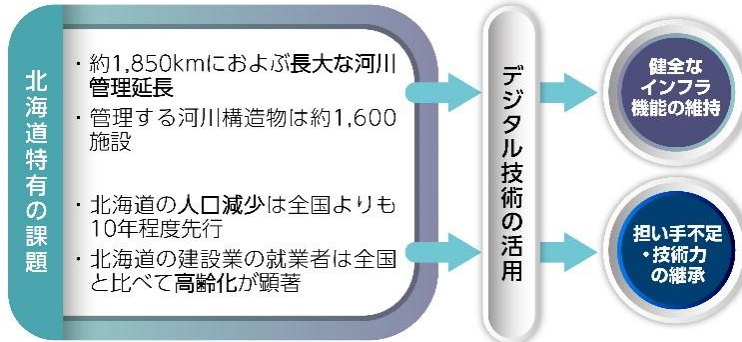 北海道特有の課題
・約1,850kmにおよぶ長大な河川
管理延長
・管理する河川構造物は約1,600
施設
・北海道の人口減少は全国よりも
10年程度先行
・北海道の建設業の就業者は全国
と比べて高齢化が顕著
デジタル技術の活用
健全な
インフラ
機能の維持
担い手不足
・技術力
の継承